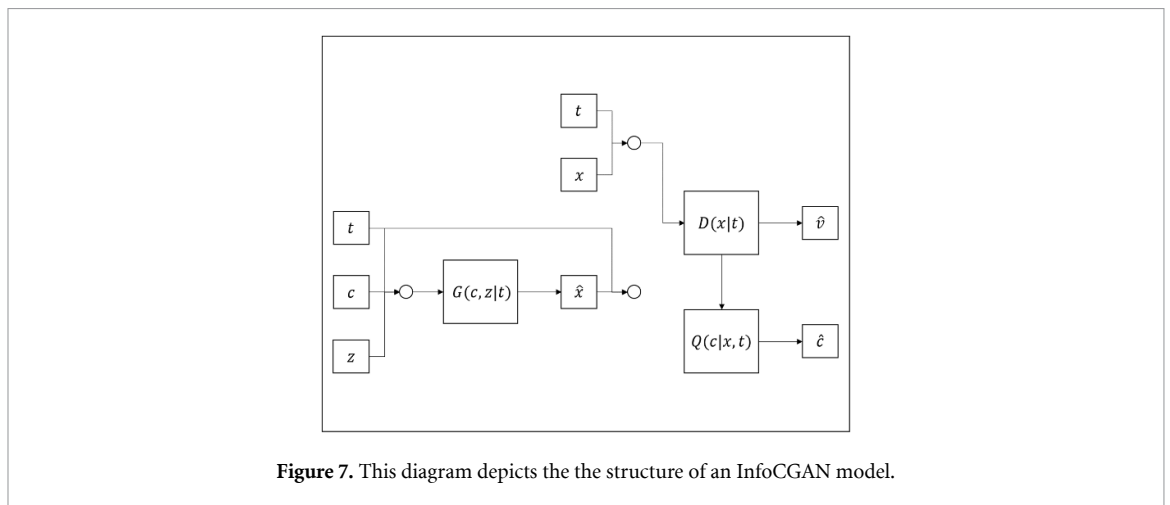 t
x
D(x|t)
v̂
t
c
G(c, z|t)
x̂
Q(c|x, t)
ĉ
z
Figure 7. This diagram depicts the the structure of an InfoCGAN model.